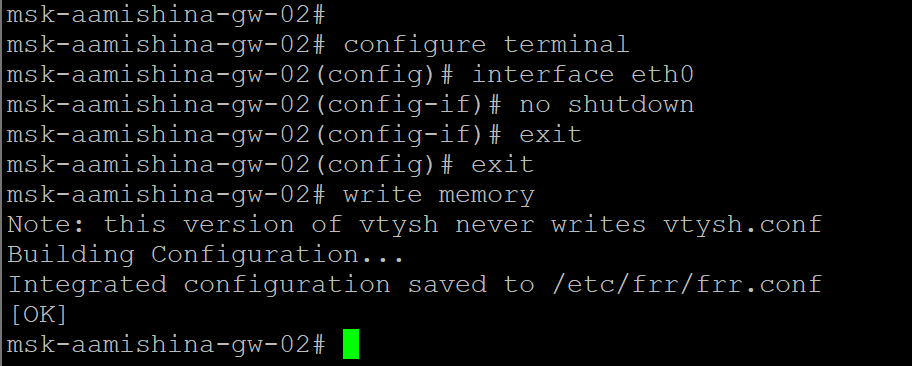 msk-aamishina-gw-02#
msk-aamishina-gw-02# configure terminal
msk-aamishina-gw-02(config)# interface eth0
msk-aamishina-gw-02(config-if)# no shutdown
msk-aamishina-gw-02(config-if)# exit
msk-aamishina-gw-02(config)# exit
msk-aamishina-gw-02# write memory
Note: this version of vtysh never writes vtysh.conf
Building Configuration...
Integrated configuration saved to /etc/frr/frr.conf
[OK]
msk-aamishina-gw-02#